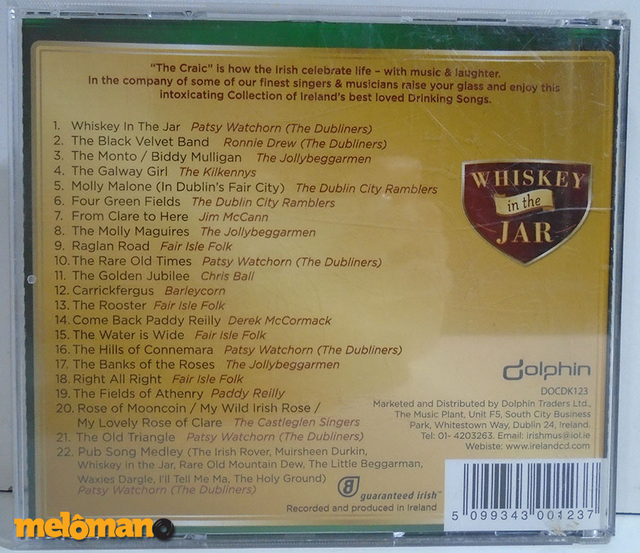 "The Craic" is how the Irish celebrate life – with music & laughter.
In the company of some of our finest singers & musicians raise your glass and enjoy this
intoxicating Collection of Ireland's best loved Drinking Songs.
1. Whiskey In The Jar Patsy Watchorn (The Dubliners)
2. The Black Velvet Band Ronnie Drew (The Dubliners)
3. The Monto / Biddy Mulligan The Jollybeggarmen
4. The Galway Girl The Kilkennys
5. Molly Malone (In Dublin's Fair City) The Dublin City Ramblers
6. Four Green Fields The Dublin City Ramblers
7. From Clare to Here Jim McCann
8. The Molly Maguires The Jollybeggarmen
9. Raglan Road Fair Isle Folk
10. The Rare Old Times Patsy Watchorn (The Dubliners)
11. The Golden Jubilee Chris Ball
12. Carrickfergus Barleycorn
13. The Rooster Fair Isle Folk
14. Come Back Paddy Reilly Derek McCormack
15. The Water is Wide Fair Isle Folk
16. The Hills of Connemara Patsy Watchorn (The Dubliners)
17. The Banks of the Roses The Jollybeggarmen
18. Right All Right Fair Isle Folk
19. The Fields of Athenry Paddy Reilly
20. Rose of Mooncoin / My Wild Irish Rose /
My Lovely Rose of Clare The Castleglen Singers
21. The Old Triangle Patsy Watchorn (The Dubliners)
22. Pub Song Medley (The Irish Rover, Muirsheen Durkin,
Whiskey in the Jar, Rare Old Mountain Dew, The Little Beggarman,
Waxies Dargle, I'll Tell Me Ma, The Holy Ground)
Patsy Watchorn (The Dubliners)
WHISKEY
in the
JAR
dolphin
DOCDK123
Marketed and Distributed by Dolphin Traders Ltd.,
The Music Plant, Unit F5, South City Business
Park, Whitestown Way, Dublin 24, Ireland.
Tel: 01- 4203263. Email: irishmus@iol.ie
Webiste: www.irelandcd.com
guaranteed irish™
Recorded and produced in Ireland
5 099343 001237
melômano